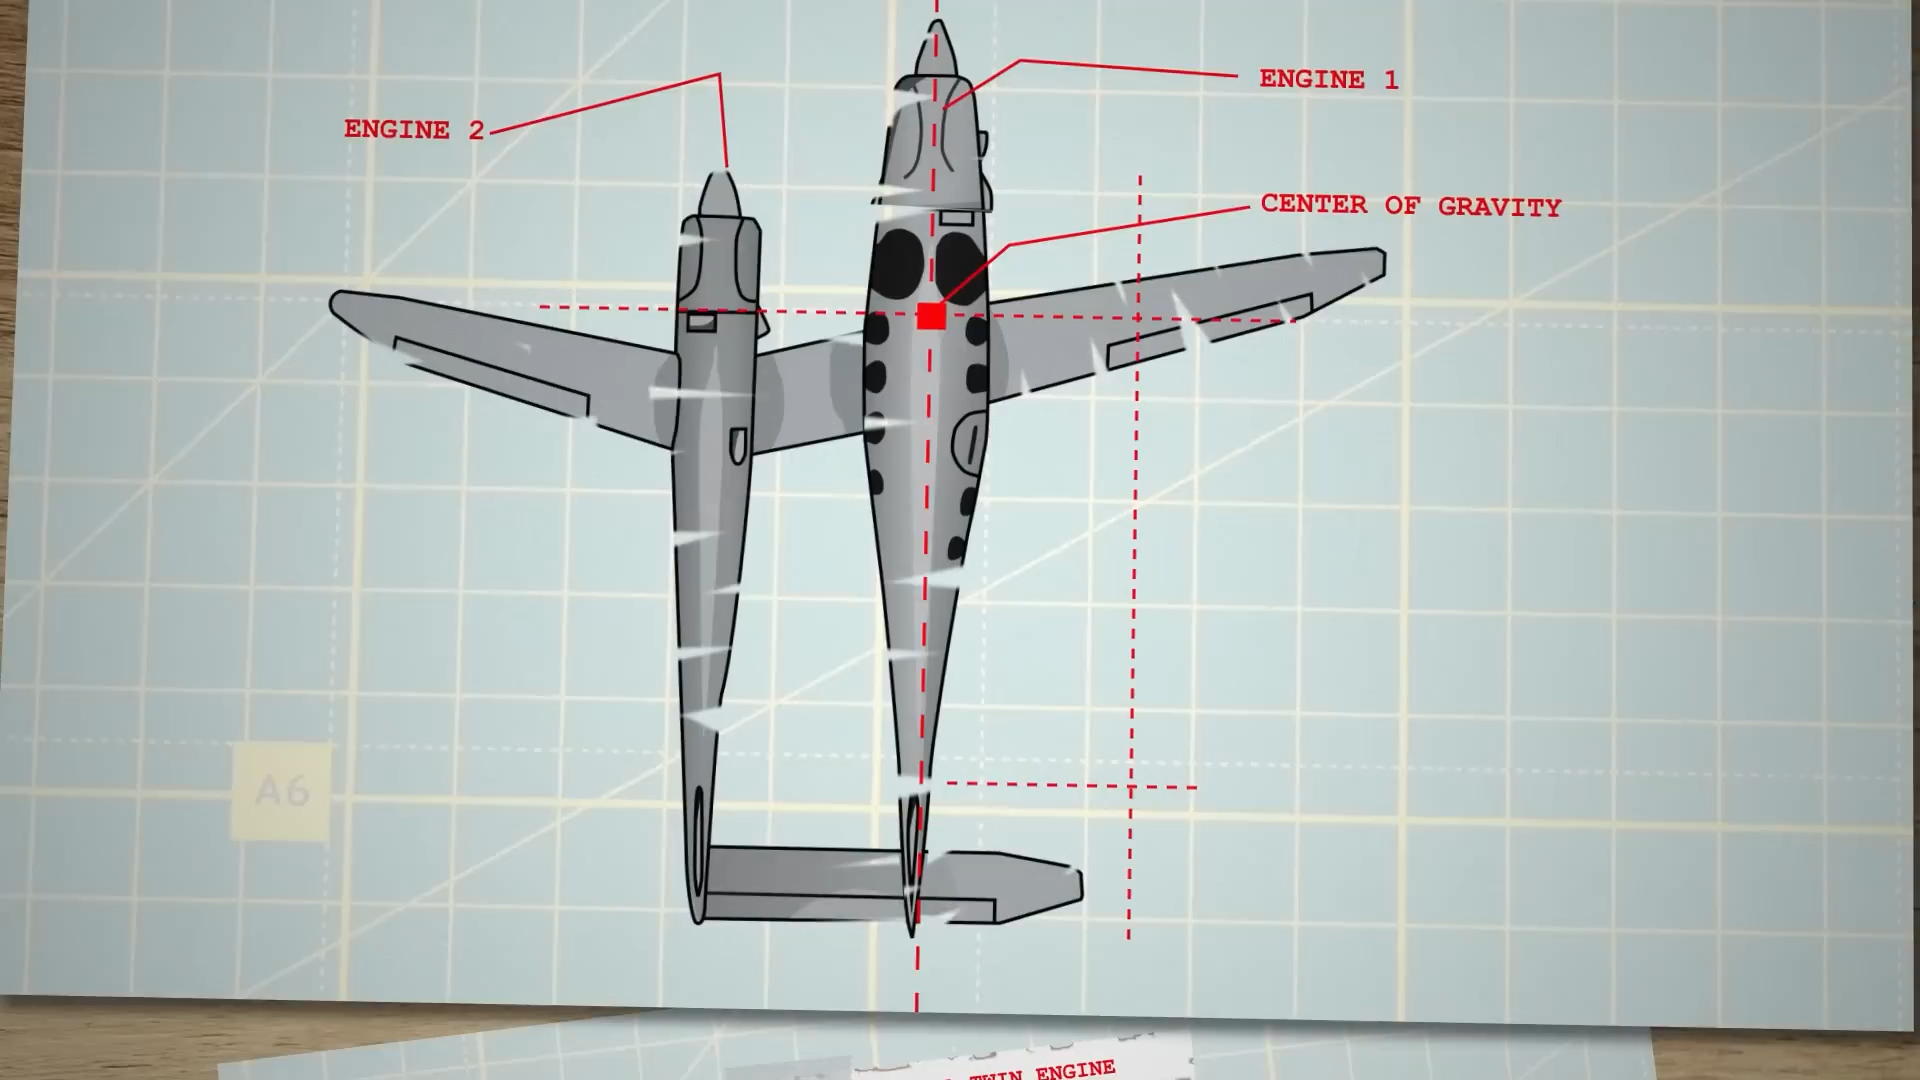 ENGINE 1
ENGINE 2
CENTER OF GRAVITY
A6
TWIN ENGINE